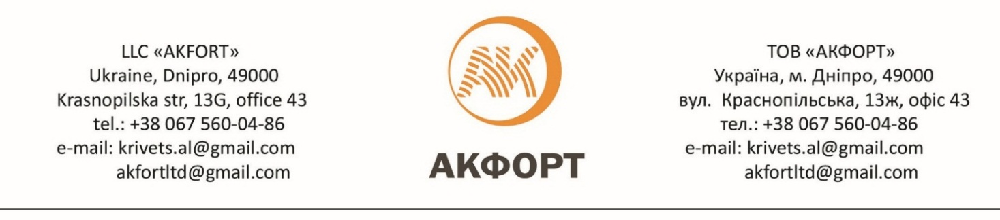 LLC «AKFORT»
Ukraine, Dnipro, 49000
Krasnopilska str, 13G, office 43
tel.: +38 067 560-04-86
e-mail: krivets.al@gmail.com
akfortltd@gmail.com
АК
АКФОРТ
ТОВ «АКФОРТ»
Україна, м. Дніпро, 49000
вул. Краснопільська, 13ж, офіс 43
тел.: +38 067 560-04-86
e-mail: krivets.al@gmail.com
akfortltd@gmail.com